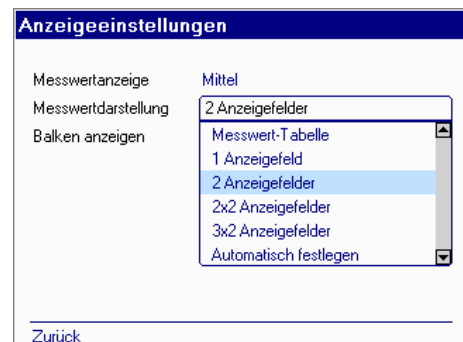 Anzeigeeinstellungen
Messwertanzeige Mittel
Messwertdarstellung 2 Anzeigefelder
Balken anzeigen
Messwert-Tabelle
1 Anzeigefeld
2 Anzeigefelder
2x2 Anzeigefelder
3x2 Anzeigefelder
Automatisch festlegen
Zurück